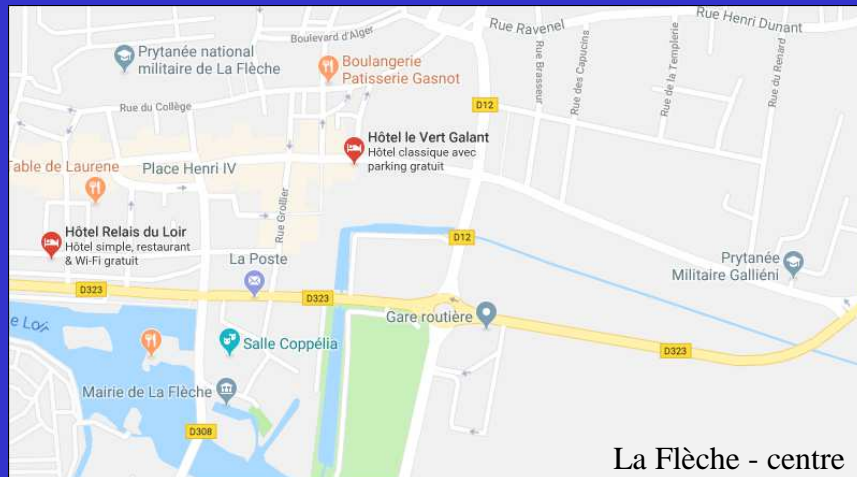 Rue Ravenel
Rue Henri Dunant
Boulevard d'Alger
Prytanée national
militaire de La Flèche
Boulangerie
Patisserie Gasnot
Rue Brasseur
Rue des Capucins
Rue de la Templerie
Rue du Renard
Rue du Collège
D12
Hôtel le Vert Galant
Hôtel classique avec
parking gratuit
Table de Laurene
Place Henri IV
Rue Grollier
Hôtel Relais du Loir
Hôtel simple, restaurant
& Wi-Fi gratuit
D12
La Poste
Prytanée
Militaire Galliéni
D323
D323
Gare routière
e Loir
Salle Coppélia
D323
Mairie de La Flèche
D308
La Flèche - centre